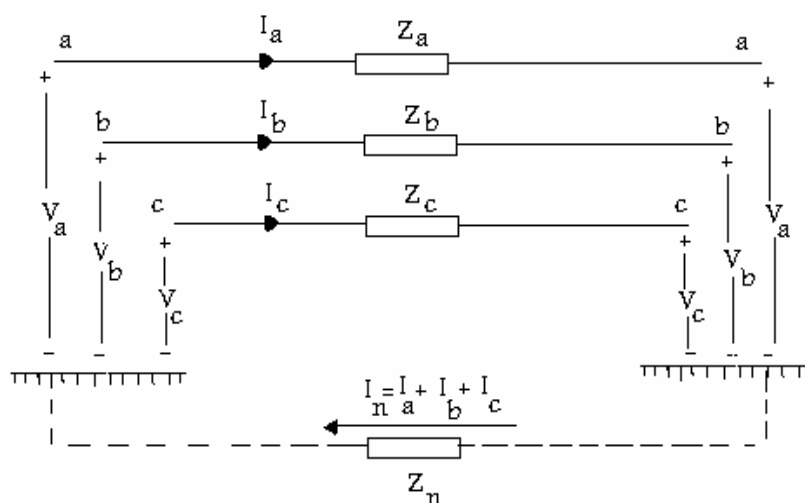 I_a Z_a
a a
+ +
I_b Z_b
b b
+ +
I_c Z_c
c c
+ +
V_a V_a
V_b V_b
V_c V_c
- - - - - -
I_n = I_a + I_b + I_c
Z_n